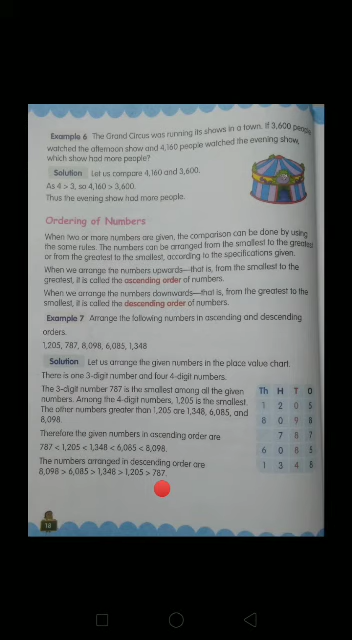 Example 6 The Grand Circus was running its shows in a town. If 3,600 people
watched the afternoon show and 4,160 people watched the evening show,
which show had more people?
Solution Let us compare 4,160 and 3,600.
As 4 > 3, so 4,160 > 3,600.
Thus the evening show had more people.
Ordering of Numbers
When two or more numbers are given, the comparison can be done by using
the same rules. The numbers can be arranged from the smallest to the greatest
or from the greatest to the smallest, according to the specifications given.
When we arrange the numbers upwards—that is, from the smallest to the
greatest, it is called the ascending order of numbers.
When we arrange the numbers downwards—that is, from the greatest to the
smallest, it is called the descending order of numbers.
Example 7 Arrange the following numbers in ascending and descending
orders.
1,205, 787, 8,098, 6,085, 1,348
Solution Let us arrange the given numbers in the place value chart.
There is one 3-digit number and four 4-digit numbers.
The 3-digit number 787 is the smallest among all the given
numbers. Among the 4-digit numbers, 1,205 is the smallest.
The other numbers greater than 1,205 are 1,348, 6,085, and
8,098.
Therefore the given numbers in ascending order are
787 < 1,205 < 1,348 < 6,085 < 8,098.
The numbers arranged in descending order are
8,098 > 6,085 > 1,348 > 1,205 > 787.
Th H T O
1 2 0 5
8 0 9 8
7 8 7
6 0 8 5
1 3 4 8
18